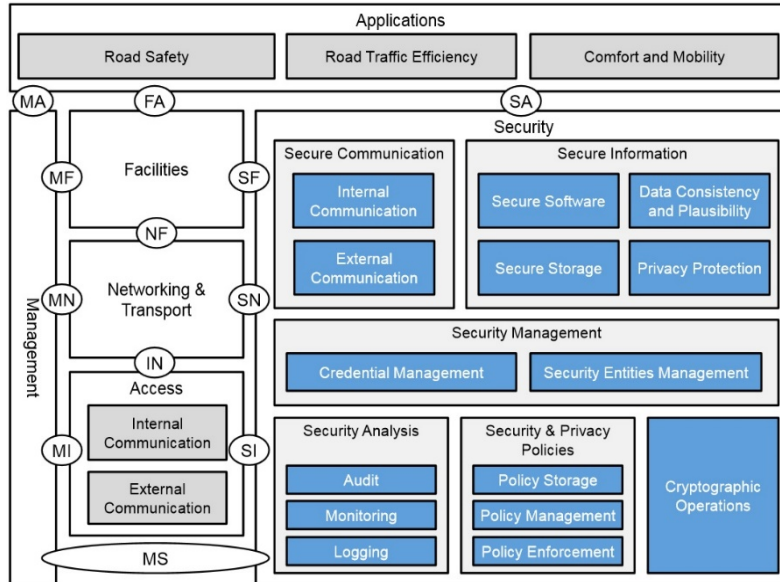 Applications
Road Safety
Road Traffic Efficiency
Comfort and Mobility
MA
FA
SA
Management
MF
Facilities
SF
NF
MN
Networking &
Transport
SN
IN
Access
Internal
Communication
External
Communication
MI
SI
MS
Security
Secure Communication
Internal
Communication
External
Communication
Secure Information
Secure Software
Data Consistency
and Plausibility
Secure Storage
Privacy Protection
Security Management
Credential Management
Security Entities Management
Security Analysis
Audit
Monitoring
Logging
Security & Privacy
Policies
Policy Storage
Policy Management
Policy Enforcement
Cryptographic
Operations